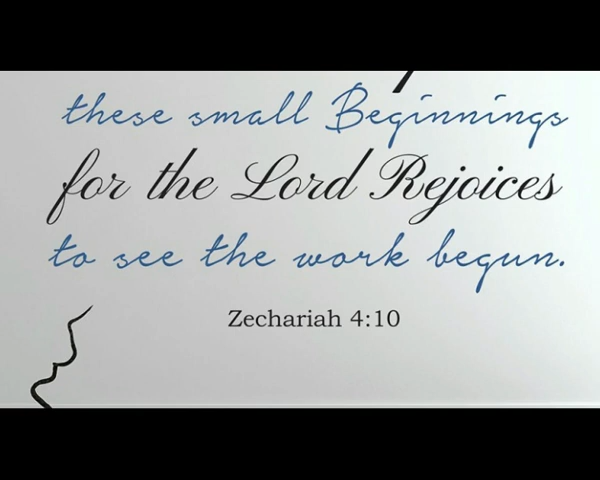 these small Beginnings
for the Lord Rejoices
to see the work begun.
Zechariah 4:10